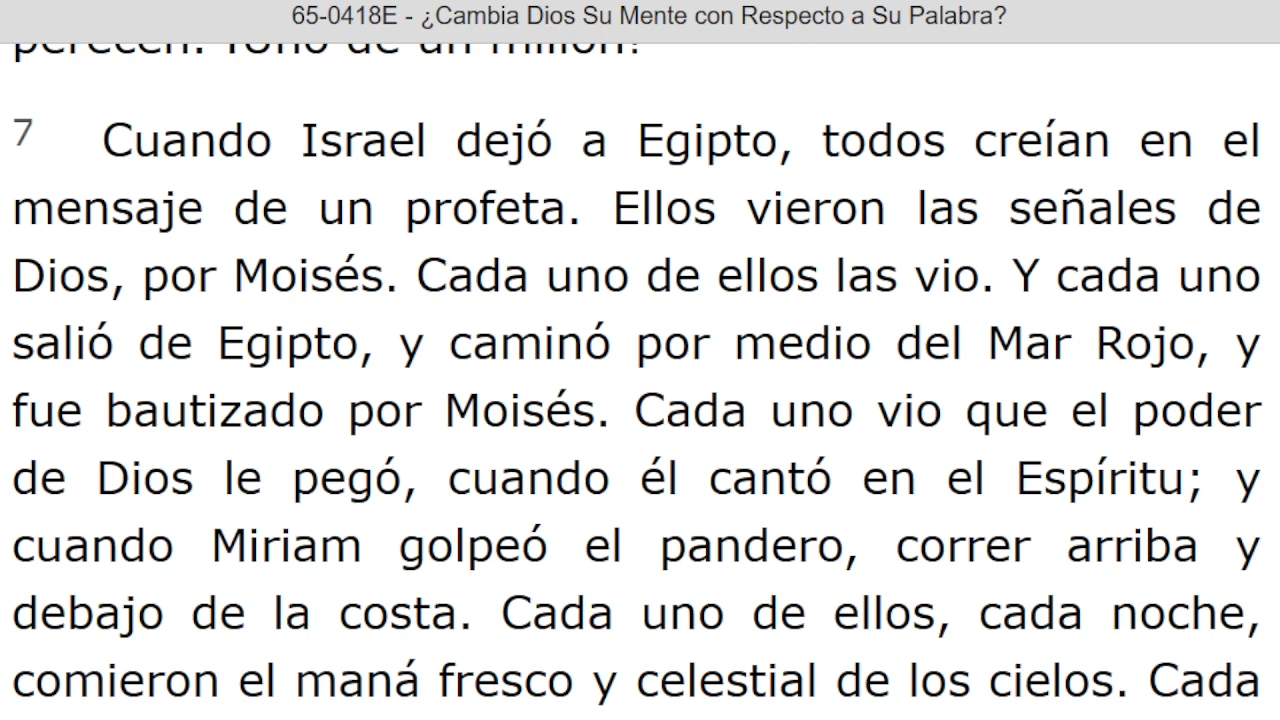 65-0418E - ¿Cambia Dios Su Mente con Respecto a Su Palabra?
7 Cuando Israel dejó a Egipto, todos creían en el
mensaje de un profeta. Ellos vieron las señales de
Dios, por Moisés. Cada uno de ellos las vio. Y cada uno
salió de Egipto, y caminó por medio del Mar Rojo, y
fue bautizado por Moisés. Cada uno vio que el poder
de Dios le pegó, cuando él cantó en el Espíritu; y
cuando Miriam golpeó el pandero, correr arriba y
debajo de la costa. Cada uno de ellos, cada noche,
comieron el maná fresco y celestial de los cielos. Cada